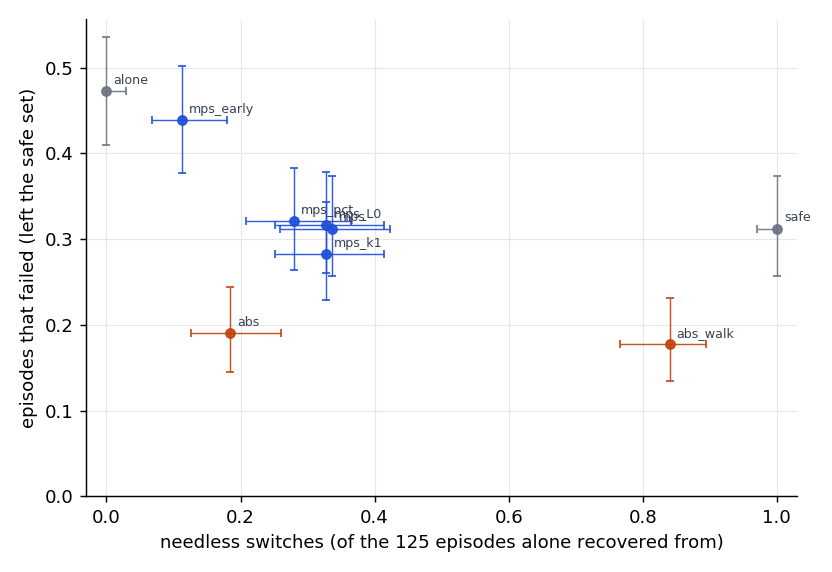 episodes that failed (left the safe set)
0.5
0.4
0.3
0.2
0.1
0.0
alone
mps_early
mps_pct
mps_L0
mps
mps_k1
safe
abs
abs_walk
0.0 0.2 0.4 0.6 0.8 1.0
needless switches (of the 125 episodes alone recovered from)